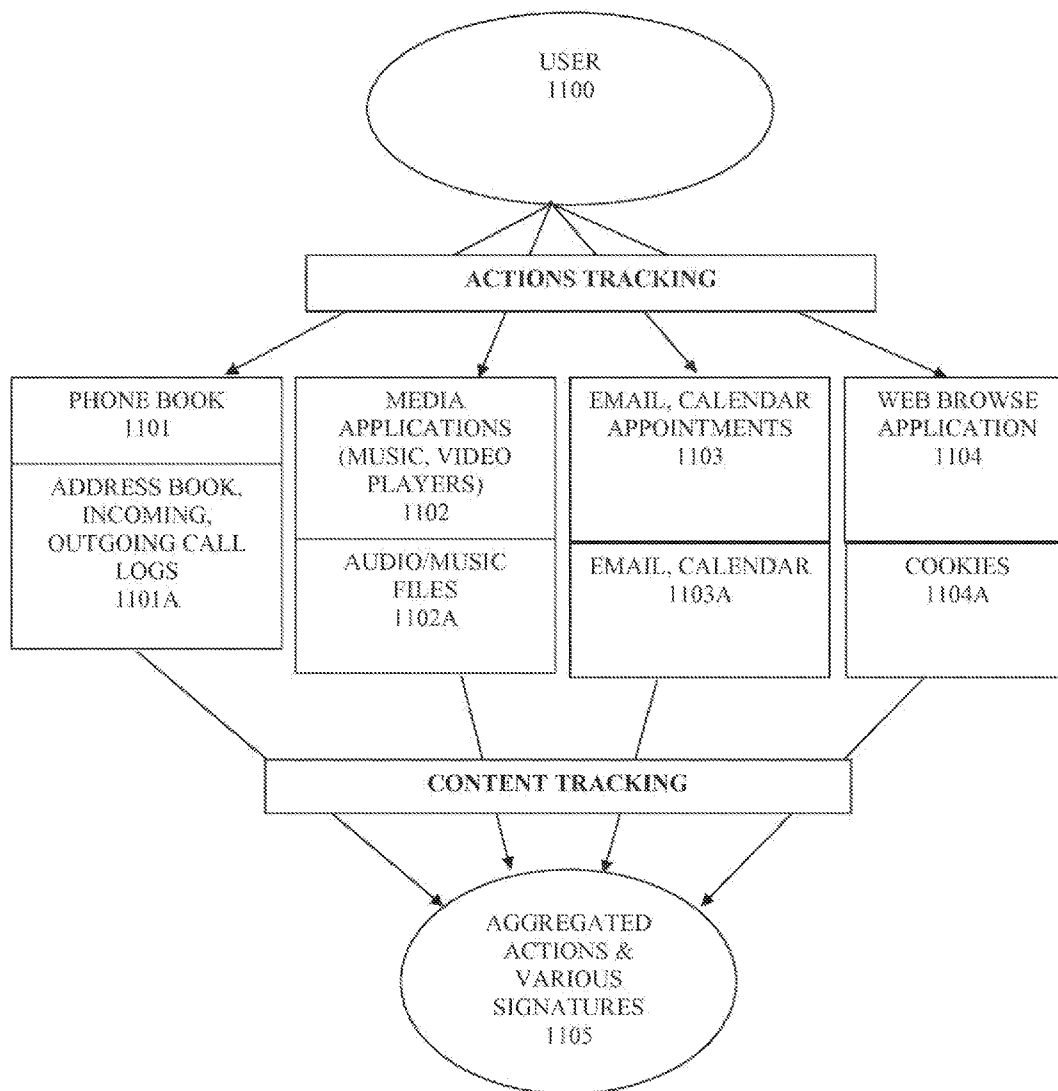 USER
1100
ACTIONS TRACKING
PHONE BOOK
1101
ADDRESS BOOK,
INCOMING,
OUTGOING CALL
LOGS
1101A
MEDIA
APPLICATIONS
(MUSIC, VIDEO
PLAYERS)
1102
AUDIO/MUSIC
FILES
1102A
EMAIL, CALENDAR
APPOINTMENTS
1103
EMAIL, CALENDAR
1103A
WEB BROWSE
APPLICATION
1104
COOKIES
1104A
CONTENT TRACKING
AGGREGATED
ACTIONS &
VARIOUS
SIGNATURES
1105